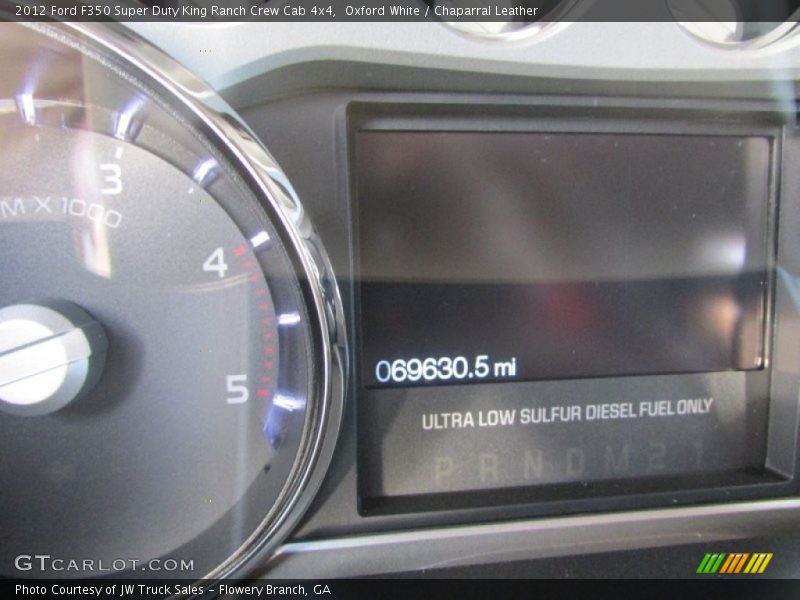 2012 Ford F350 Super Duty King Ranch Crew Cab 4x4,  Oxford White / Chaparral Leather
3
M X 1000
4
5
069630.5 mi
ULTRA LOW SULFUR DIESEL FUEL ONLY
P R N D M 2 1
GTCARLOT.COM
Photo Courtesy of JW Truck Sales - Flowery Branch, GA